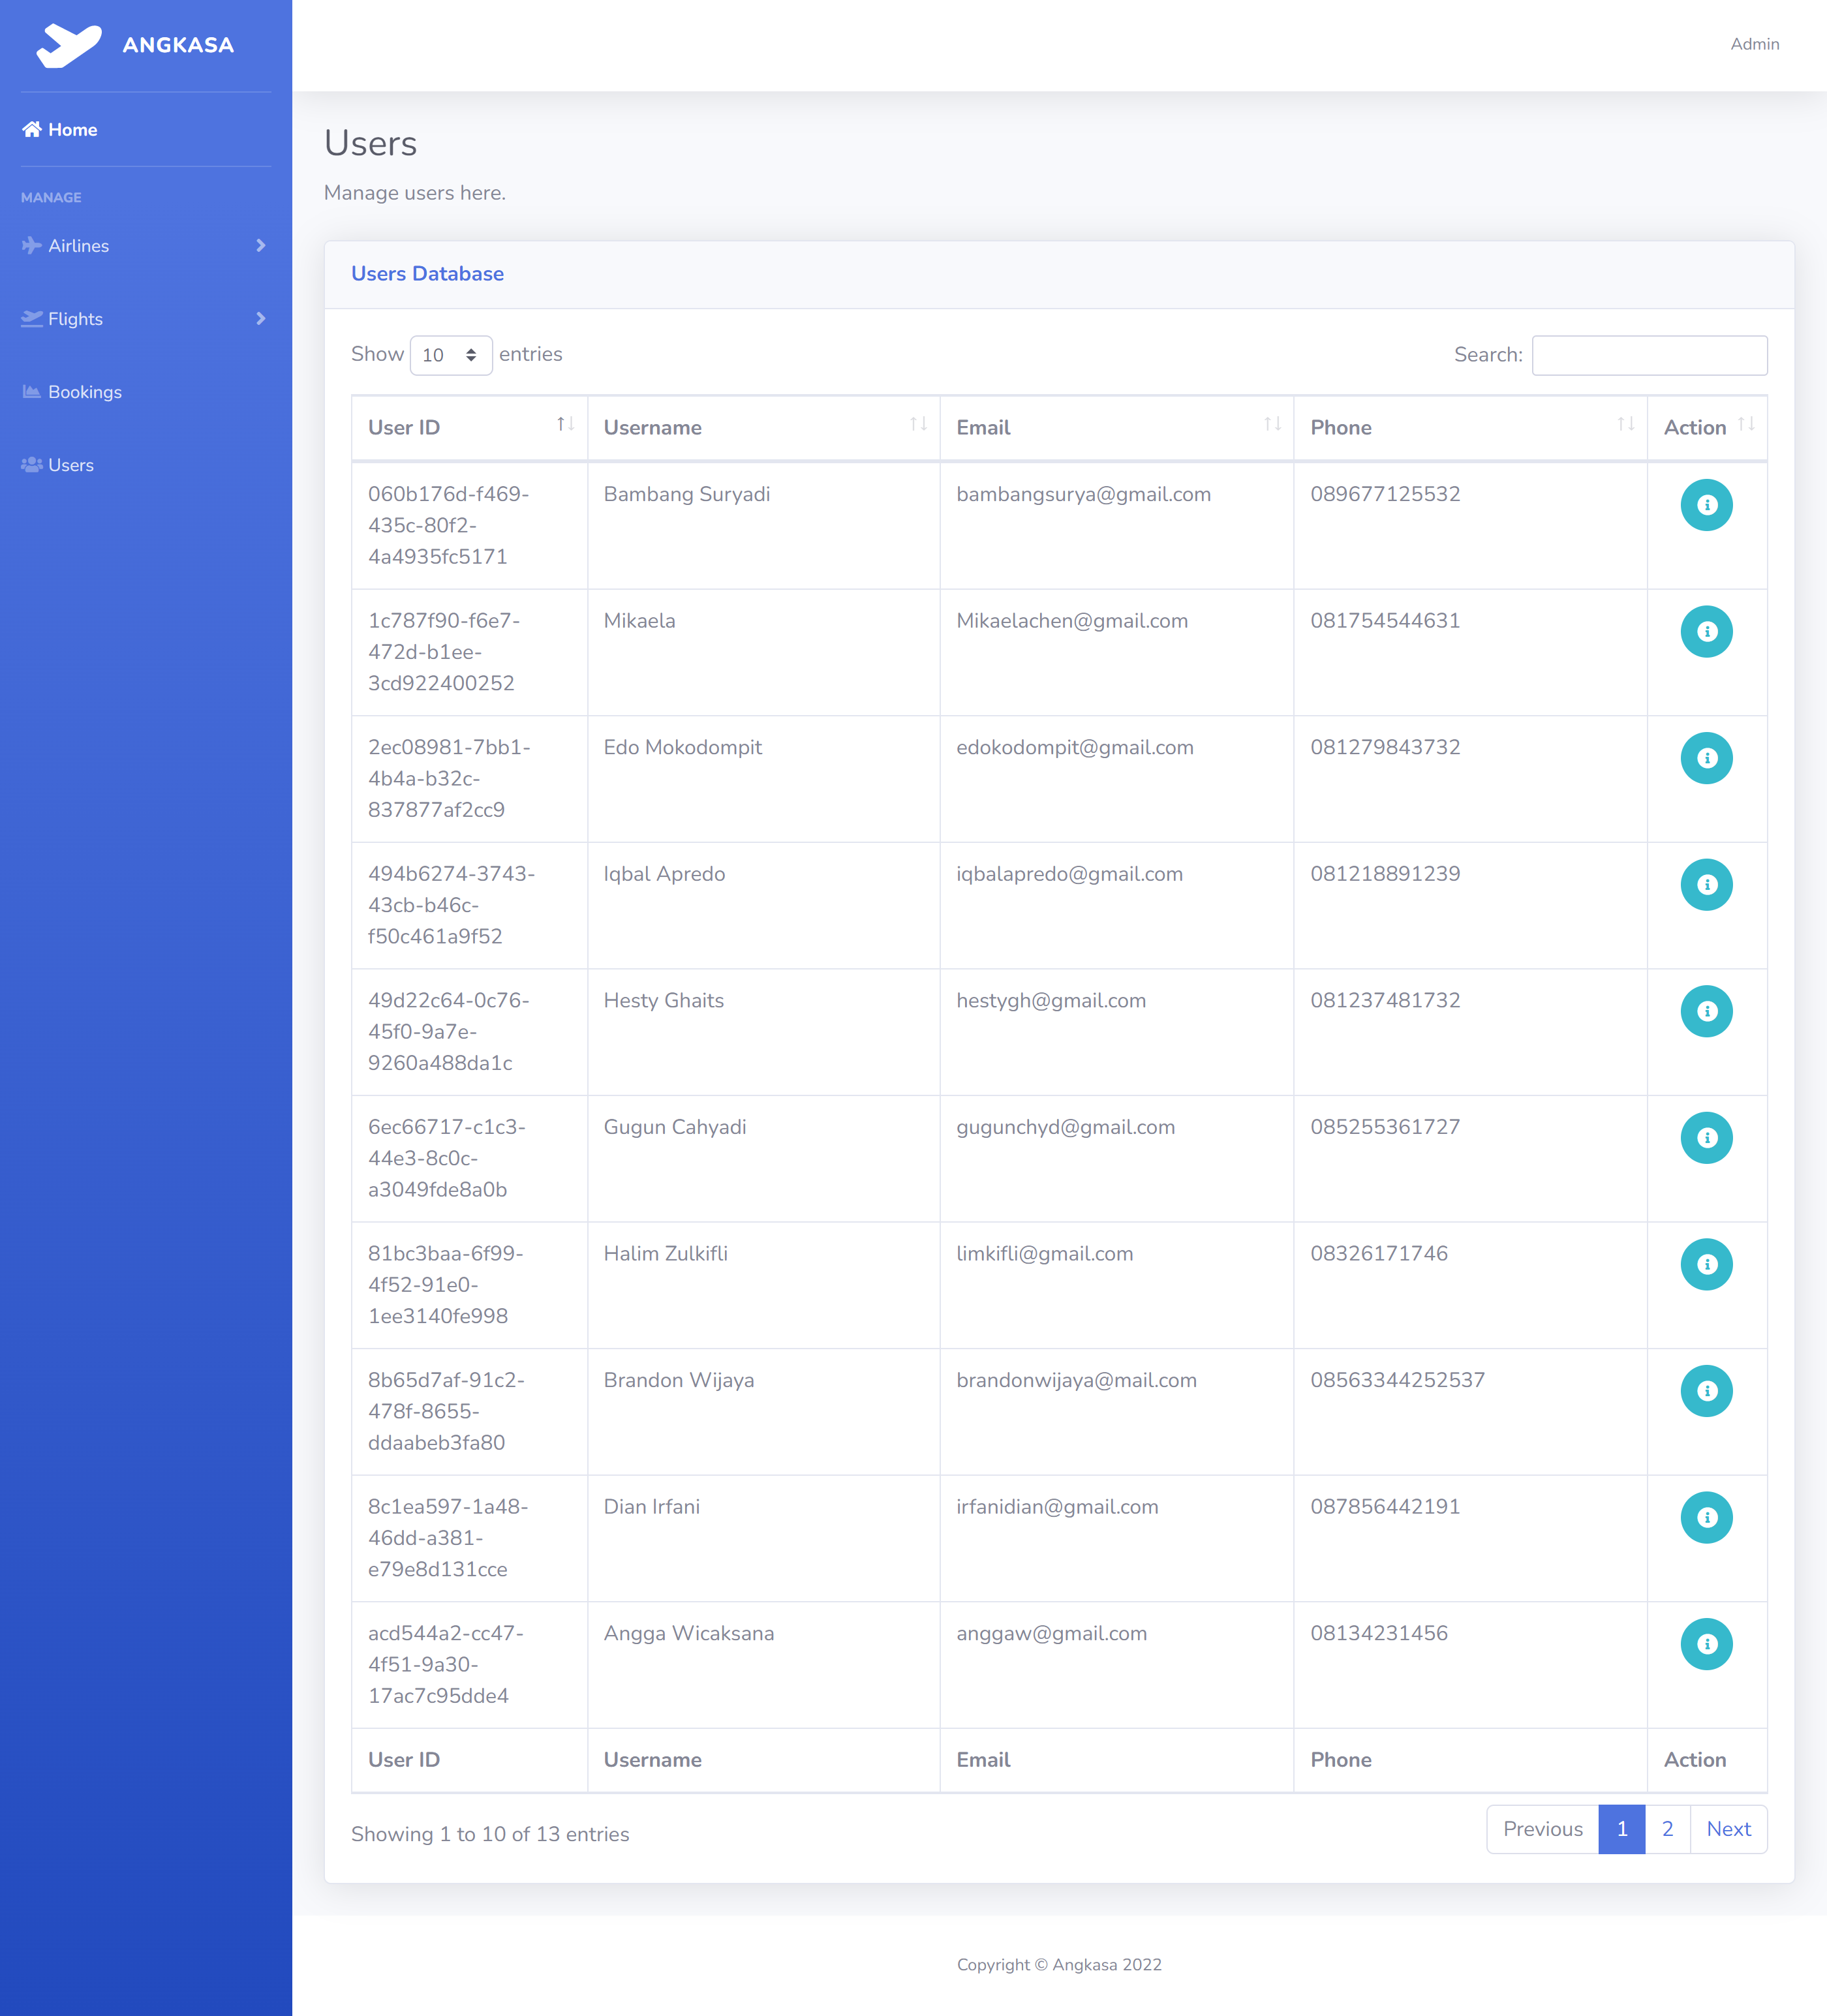 ANGKASA
Admin
Home
MANAGE
Airlines
Flights
Bookings
Users
Users
Manage users here.
Users Database
Show 10 entries
Search:
User ID Username Email Phone Action
060b176d-f469- Bambang Suryadi bambangsurya@gmail.com 089677125532
435c-80f2-
4a4935fc5171
1c787f90-f6e7- Mikaela Mikaelachen@gmail.com 081754544631
472d-b1ee-
3cd922400252
2ec08981-7bb1- Edo Mokodompit edokodompit@gmail.com 081279843732
4b4a-b32c-
837877af2cc9
494b6274-3743- Iqbal Apredo iqbalapredo@gmail.com 081218891239
43cb-b46c-
f50c461a9f52
49d22c64-0c76- Hesty Ghaits hestygh@gmail.com 081237481732
45f0-9a7e-
9260a488da1c
6ec66717-c1c3- Gugun Cahyadi gugunchyd@gmail.com 085255361727
44e3-8c0c-
a3049fde8a0b
81bc3baa-6f99- Halim Zulkifli limkifli@gmail.com 08326171746
4f52-91e0-
1ee3140fe998
8b65d7af-91c2- Brandon Wijaya brandonwijaya@mail.com 08563344252537
478f-8655-
ddaabeb3fa80
8c1ea597-1a48- Dian Irfani irfanidian@gmail.com 087856442191
46dd-a381-
e79e8d131cce
acd544a2-cc47- Angga Wicaksana anggaw@gmail.com 08134231456
4f51-9a30-
17ac7c95dde4
User ID Username Email Phone Action
Showing 1 to 10 of 13 entries
Previous 1 2 Next
Copyright © Angkasa 2022